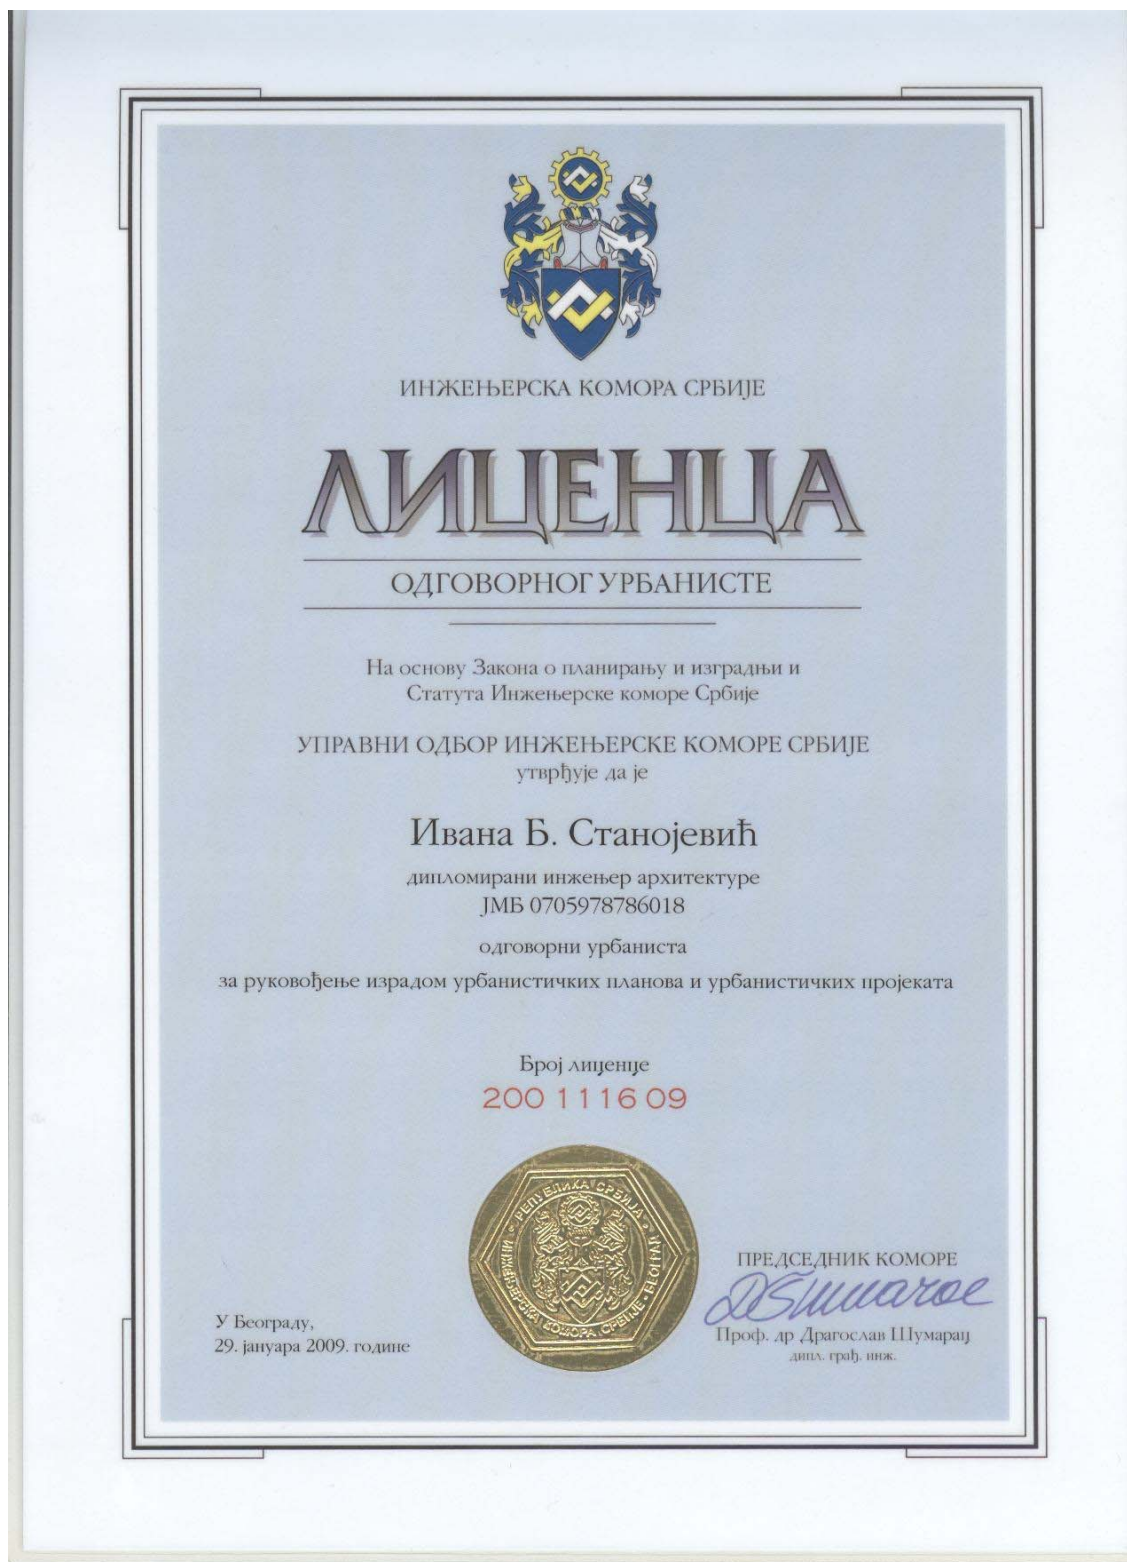 ИНЖЕЊЕРСКА КОМОРА СРБИЈЕ
ЛИЦЕНЦА
ОДГОВОРНОГ УРБАНИСТЕ
На основу Закона о планирању и изградњи и
Статута Инжењерске коморе Србије
УПРАВНИ ОДБОР ИНЖЕЊЕРСКЕ КОМОРЕ СРБИЈЕ
утврђује да је
Ивана Б. Станојевић
дипломирани инжењер архитектуре
ЈМБ 0705978786018
одговорни урбаниста
за руковођење израдом урбанистичких планова и урбанистичких пројеката
Број лиценце
200 1116 09
РЕПУБЛИКА СРБИЈА
ИНЖЕЊЕРСКА КОМОРА СРБИЈЕ
ПРЕДСЕДНИК КОМОРЕ
Проф. др Драгослав Шумарац
дипл. грађ. инж.
У Београду,
29. јануара 2009. године